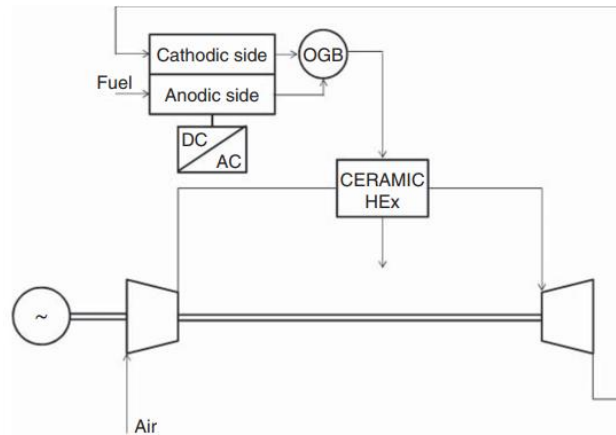 Cathodic side
OGB
Fuel
Anodic side
DC
AC
CERAMIC
HEx
~
Air